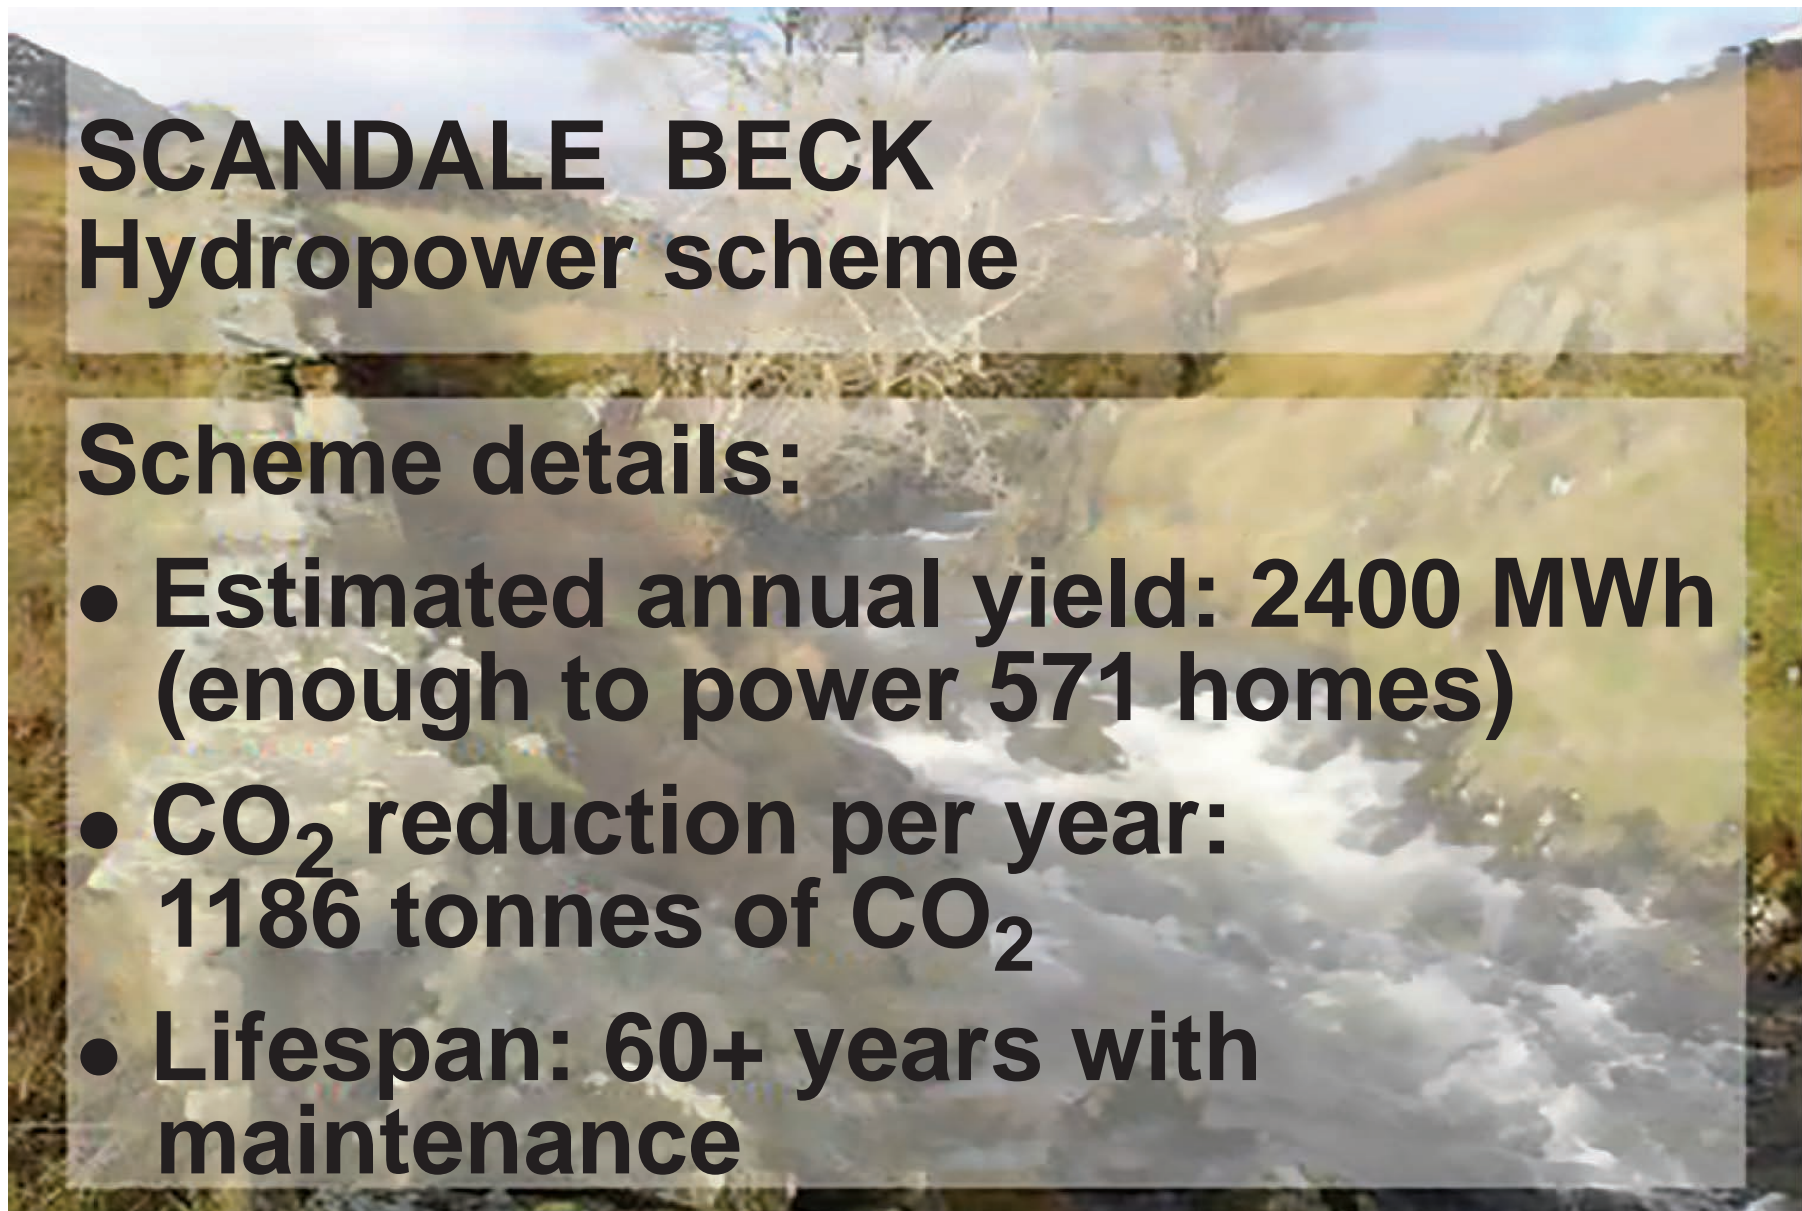 SCANDALE BECK
Hydropower scheme
Scheme details:
● Estimated annual yield: 2400 MWh
(enough to power 571 homes)
● CO₂ reduction per year:
1186 tonnes of CO₂
● Lifespan: 60+ years with
maintenance